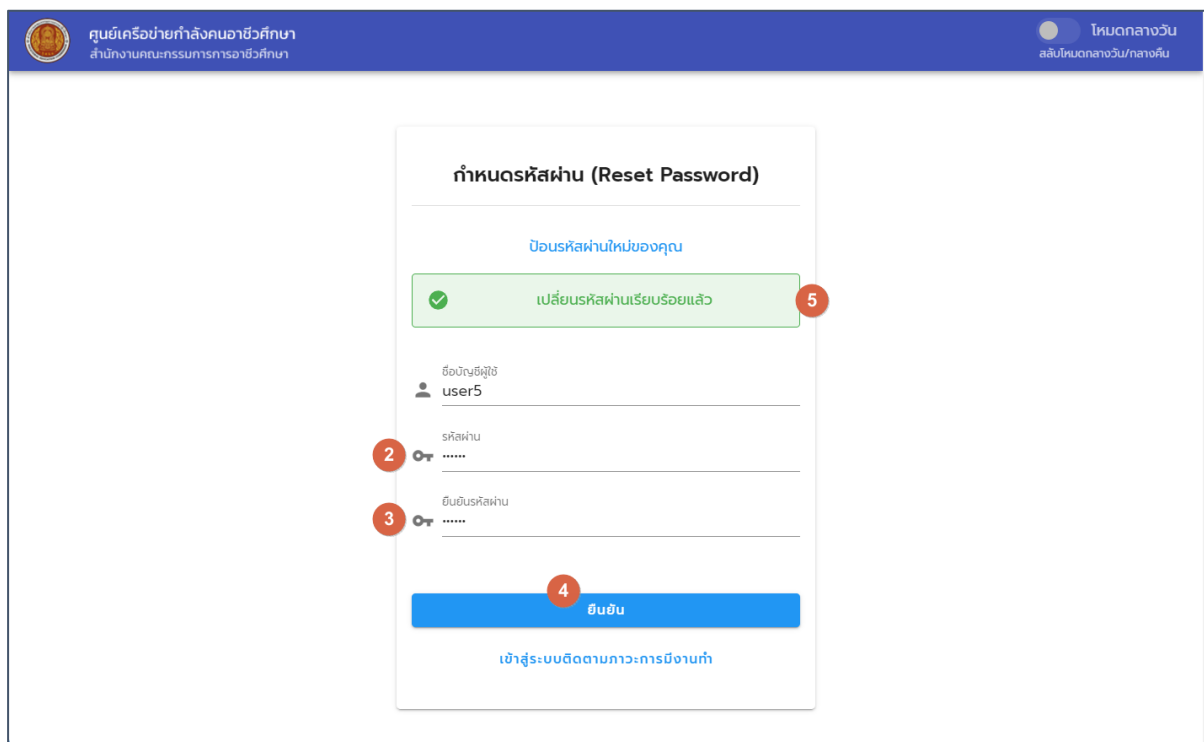 ศูนย์เครือข่ายกำลังคนอาชีวศึกษา
สำนักงานคณะกรรมการการอาชีวศึกษา
โหมดกลางวัน
สลับโหมดกลางวัน/กลางคืน
กำหนดรหัสผ่าน (Reset Password)
ป้อนรหัสผ่านใหม่ของคุณ
เปลี่ยนรหัสผ่านเรียบร้อยแล้ว
5
ชื่อบัญชีผู้ใช้
user5
รหัสผ่าน
2 ······
ยืนยันรหัสผ่าน
3 ······
4
ยืนยัน
เข้าสู่ระบบติดตามภาวะการมีงานทำ